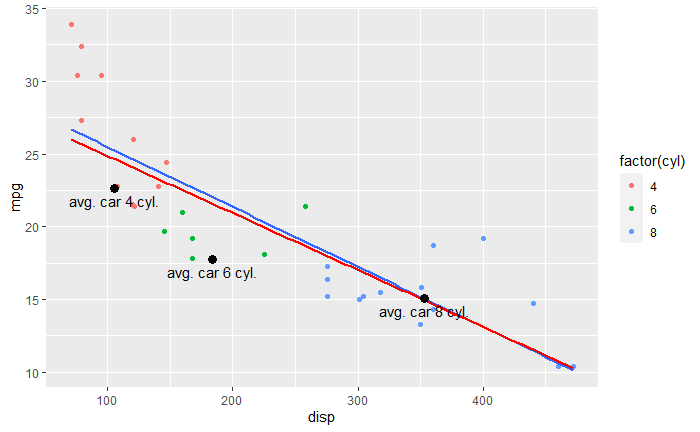 35
30
25
20
15
10
mpg
avg. car 4 cyl.
avg. car 6 cyl.
avg. car 8 cyl.
100
200
300
400
disp
factor(cyl)
4
6
8